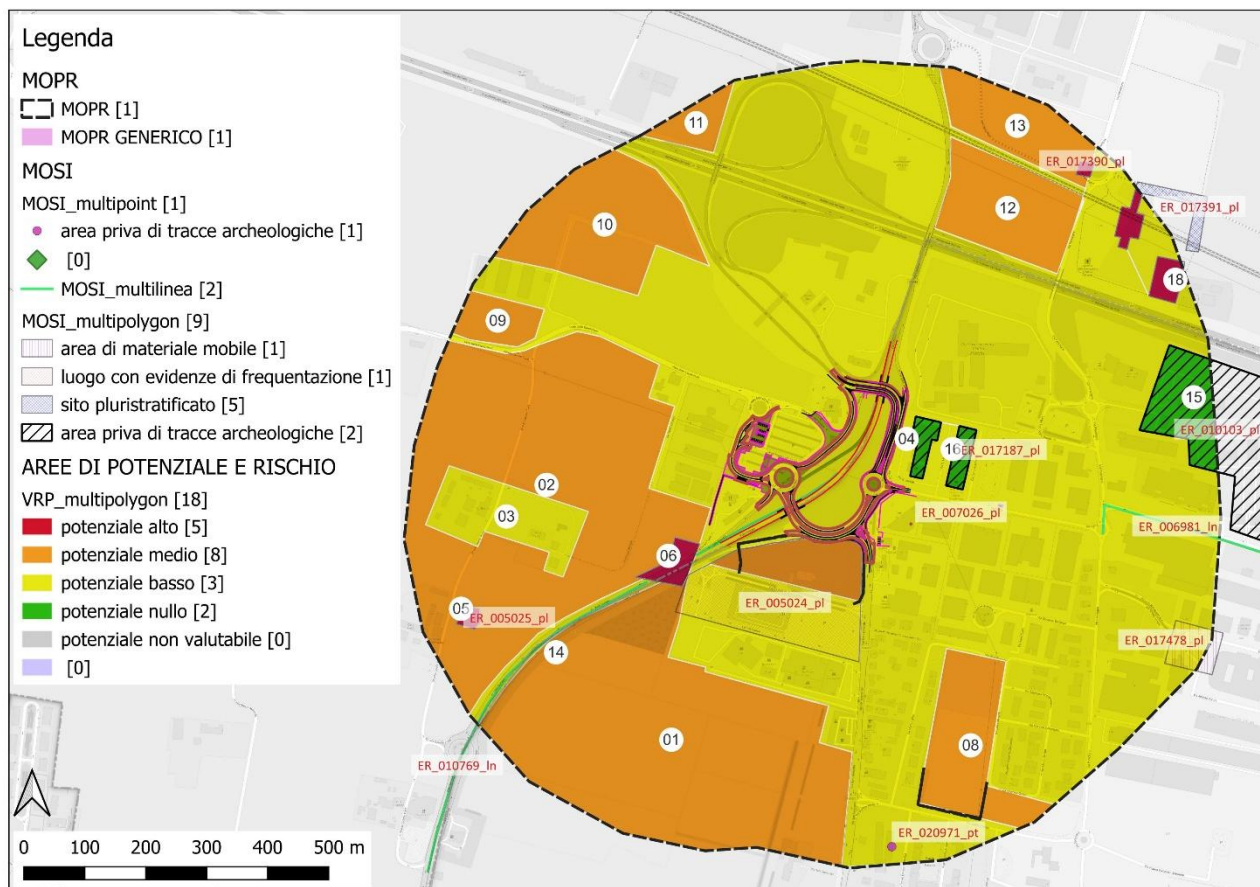 Legenda
MOPR
MOPR [1]
MOPR GENERICO [1]
MOSI
MOSI_multipoint [1]
area priva di tracce archeologiche [1]
[0]
MOSI_multilinea [2]
MOSI_multipolygon [9]
area di materiale mobile [1]
luogo con evidenze di frequentazione [1]
sito pluristratificato [5]
area priva di tracce archeologiche [2]
AREE DI POTENZIALE E RISCHIO
VRP_multipolygon [18]
potenziale alto [5]
potenziale medio [8]
potenziale basso [3]
potenziale nullo [2]
potenziale non valutabile [0]
[0]
0 100 200 300 400 500 m
11
13
ER_017390_pl
12
ER_017391_pl
10
18
09
15
04
ER_010103_pl
16
ER_017187_pl
02
03
ER_007026_pl
ER_006981_ln
06
ER_005024_pl
05
ER_005025_pl
ER_017478_pl
14
01
08
ER_010769_ln
ER_020971_pt